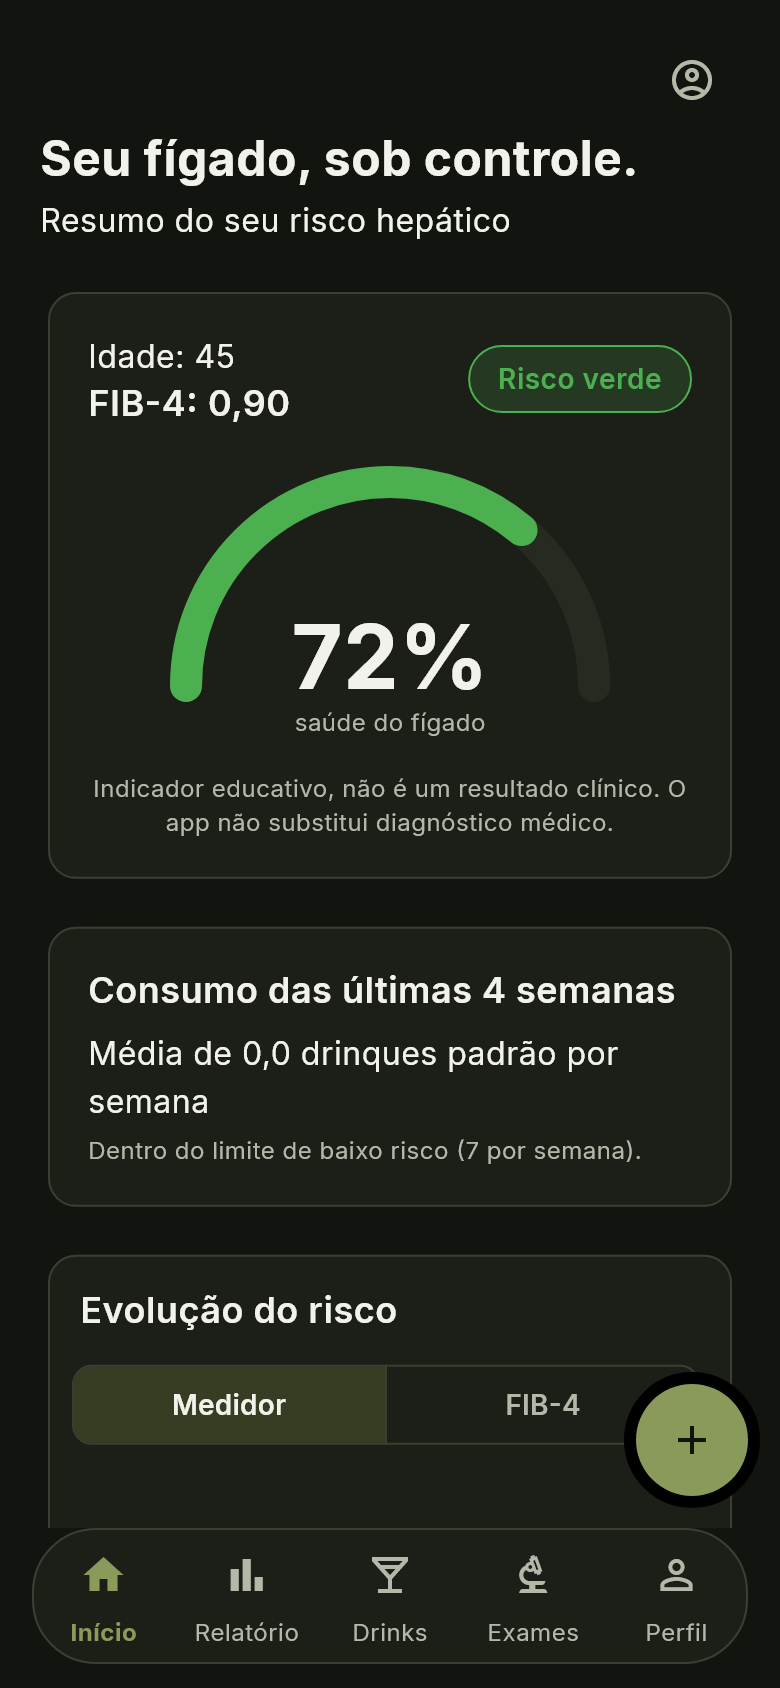 Seu fígado, sob controle.
Resumo do seu risco hepático
Idade: 45
FIB-4: 0,90
Risco verde
72%
saúde do fígado
Indicador educativo, não é um resultado clínico. O
app não substitui diagnóstico médico.
Consumo das últimas 4 semanas
Média de 0,0 drinques padrão por
semana
Dentro do limite de baixo risco (7 por semana).
Evolução do risco
Medidor
FIB-4
+
Início
Relatório
Drinks
Exames
Perfil